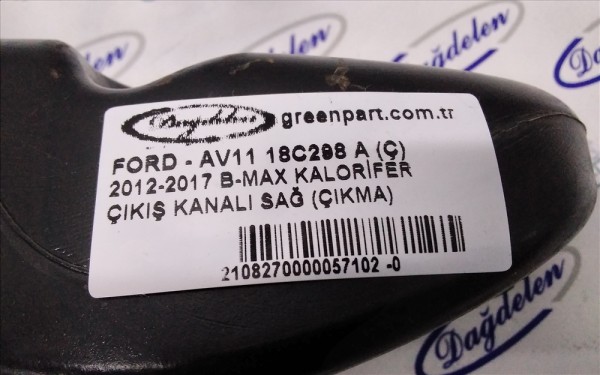 Dağdelen
Dağdelen greenpart.com.tr
FORD - AV11 18C298 A (Ç)
2012-2017 B-MAX KALORİFER
ÇIKIŞ KANALI SAĞ (ÇIKMA)
2108270000057102 -0
Dağdelen